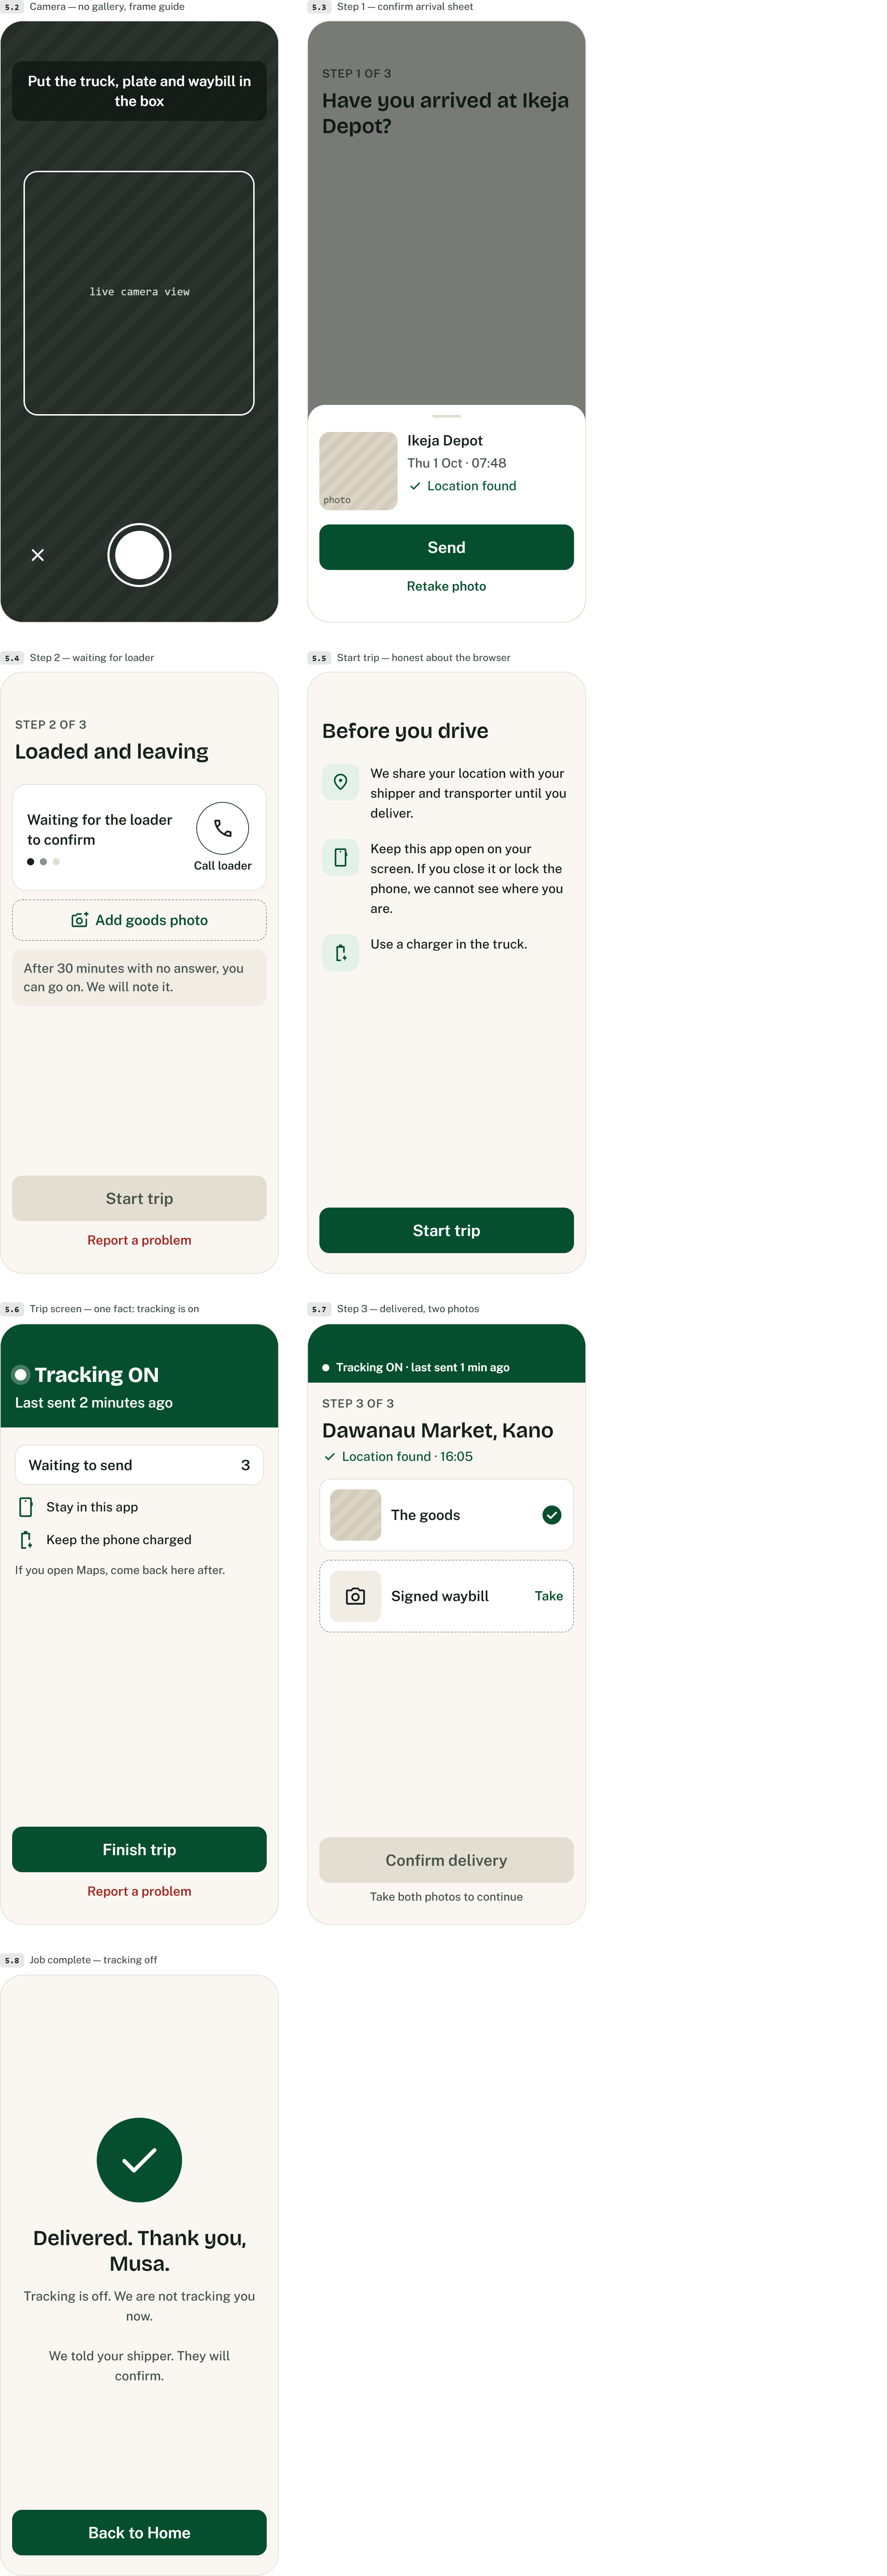 5.2 Camera — no gallery, frame guide
Put the truck, plate and waybill in
the box
live camera view
5.3 Step 1 — confirm arrival sheet
STEP 1 OF 3
Have you arrived at Ikeja
Depot?
photo
Ikeja Depot
Thu 1 Oct · 07:48
Location found
Send
Retake photo
5.4 Step 2 — waiting for loader
STEP 2 OF 3
Loaded and leaving
Waiting for the loader
to confirm
Call loader
Add goods photo
After 30 minutes with no answer, you
can go on. We will note it.
Start trip
Report a problem
5.5 Start trip — honest about the browser
Before you drive
We share your location with your
shipper and transporter until you
deliver.
Keep this app open on your
screen. If you close it or lock the
phone, we cannot see where you
are.
Use a charger in the truck.
Start trip
5.6 Trip screen — one fact: tracking is on
Tracking ON
Last sent 2 minutes ago
Waiting to send 3
Stay in this app
Keep the phone charged
If you open Maps, come back here after.
Finish trip
Report a problem
5.7 Step 3 — delivered, two photos
Tracking ON · last sent 1 min ago
STEP 3 OF 3
Dawanau Market, Kano
Location found · 16:05
The goods
Signed waybill Take
Confirm delivery
Take both photos to continue
5.8 Job complete — tracking off
Delivered. Thank you,
Musa.
Tracking is off. We are not tracking you
now.
We told your shipper. They will
confirm.
Back to Home